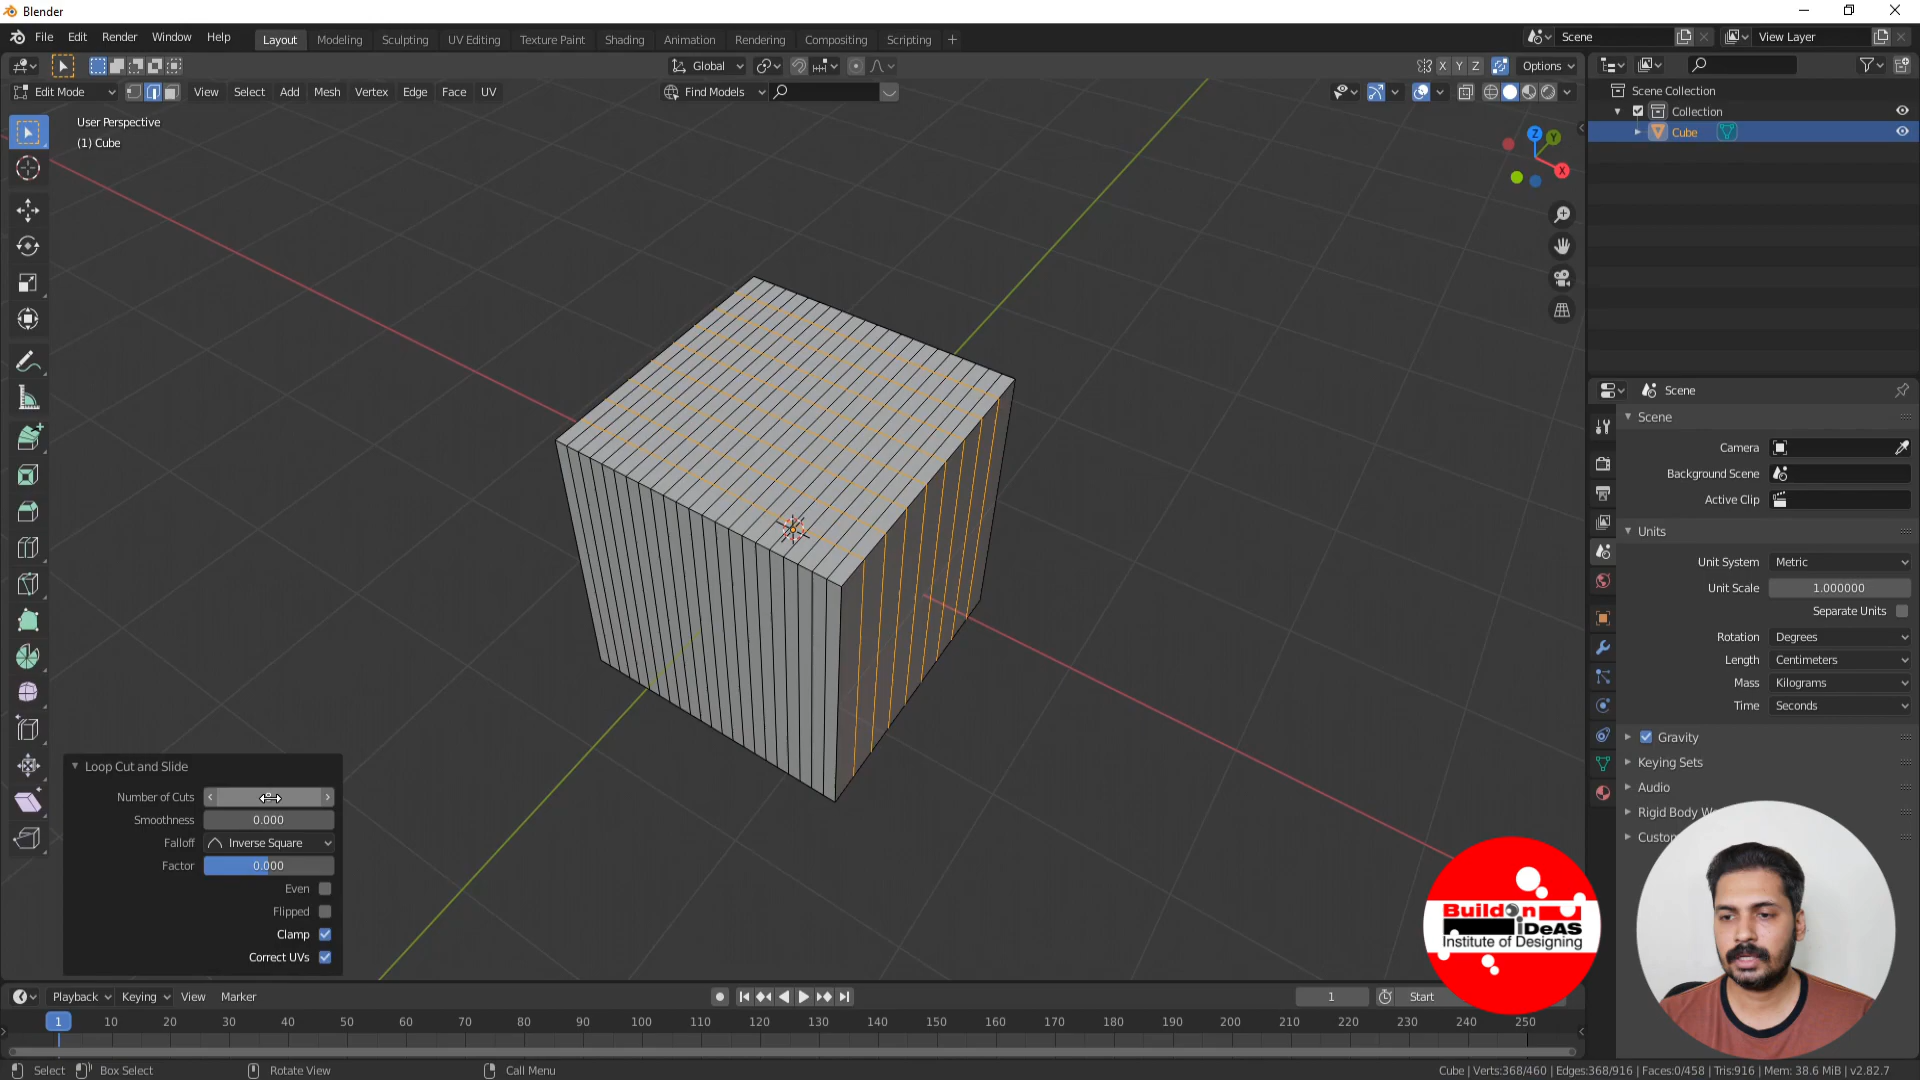 Blender
File Edit Render Window Help Layout Modeling Sculpting UV Editing Texture Paint Shading Animation Rendering Compositing Scripting + Scene View Layer
Global X Y Z Options
Edit Mode View Select Add Mesh Vertex Edge Face UV Find Models
User Perspective
(1) Cube
Z Y X
Scene Collection
Collection
Cube
Scene
Scene
Camera
Background Scene
Active Clip
Units
Unit System Metric
Unit Scale 1.000000
Separate Units
Rotation Degrees
Length Centimeters
Mass Kilograms
Time Seconds
Gravity
Keying Sets
Audio
Rigid Body
Loop Cut and Slide
Number of Cuts
Smoothness 0.000
Falloff Inverse Square
Factor 0.000
Even
Flipped
Clamp
Correct UVs
BuildOn
iDeAS
Institute of Designing
Playback Keying View Marker 1 Start
1 10 20 30 40 50 60 70 80 90 100 110 120 130 140 150 160 170 180 190 200 210 220 230 240 250
Select Box Select Rotate View Call Menu Cube | Verts:368/460 | Edges:368/916 | Faces:0/458 | Tris:916 | Mem: 38.6 MiB | v2.82.7